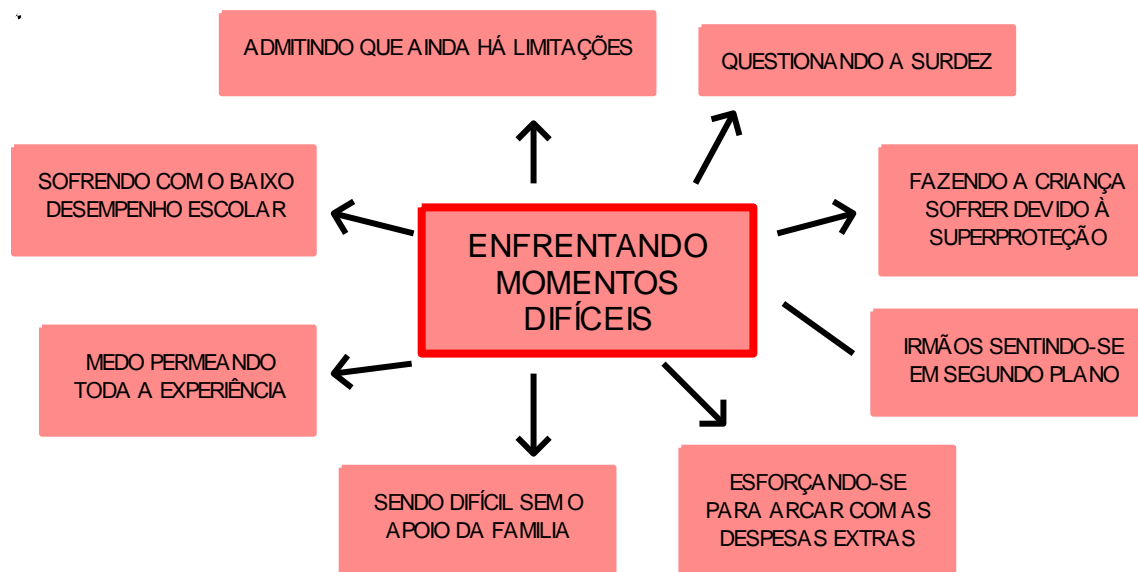 ADMITINDO QUE AINDA HÁ LIMITAÇÕES
QUESTIONANDO A SURDEZ
SOFRENDO COM O BAIXO
DESEMPENHO ESCOLAR
FAZENDO A CRIANÇA
SOFRER DEVIDO À
SUPERPROTEÇÃO
ENFRENTANDO
MOMENTOS
DIFÍCEIS
MEDO PERMEANDO
TODA A EXPERIÊNCIA
IRMÃOS SENTINDO-SE
EM SEGUNDO PLANO
SENDO DIFÍCIL SEM O
APOIO DA FAMILIA
ESFORÇANDO-SE
PARA ARCAR COM AS
DESPESAS EXTRAS